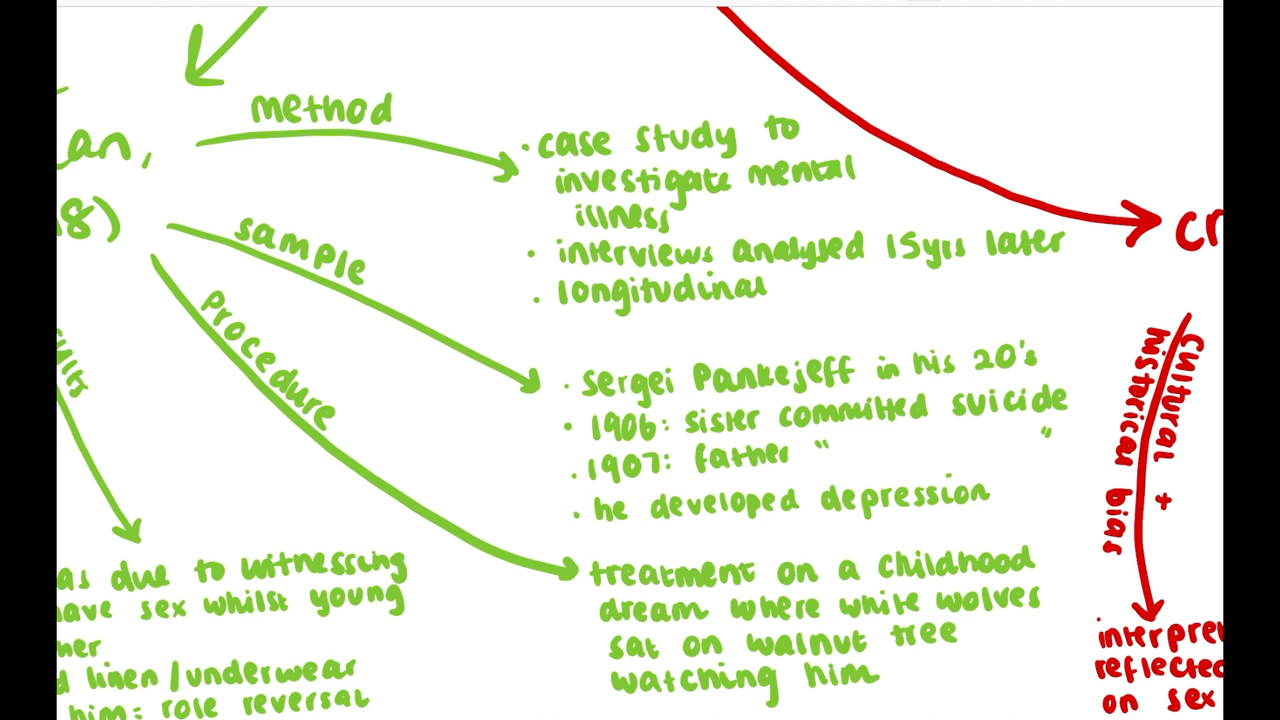 method
an,
8)
sample
Procedure
• case study to
investigate mental
illness
• interviews analysed 15yrs later
• longitudinal
• Sergei Pankejeff in his 20's
• 1906: sister committed suicide
• 1907: father " "
• he developed depression
treatment on a childhood
dream where white wolves
sat on walnut tree
watching him
as due to witnessing
have sex whilst young
her
linen/underwear
him: role reversal
cr
cultural +
historical bias
interpre
reflected
on sex